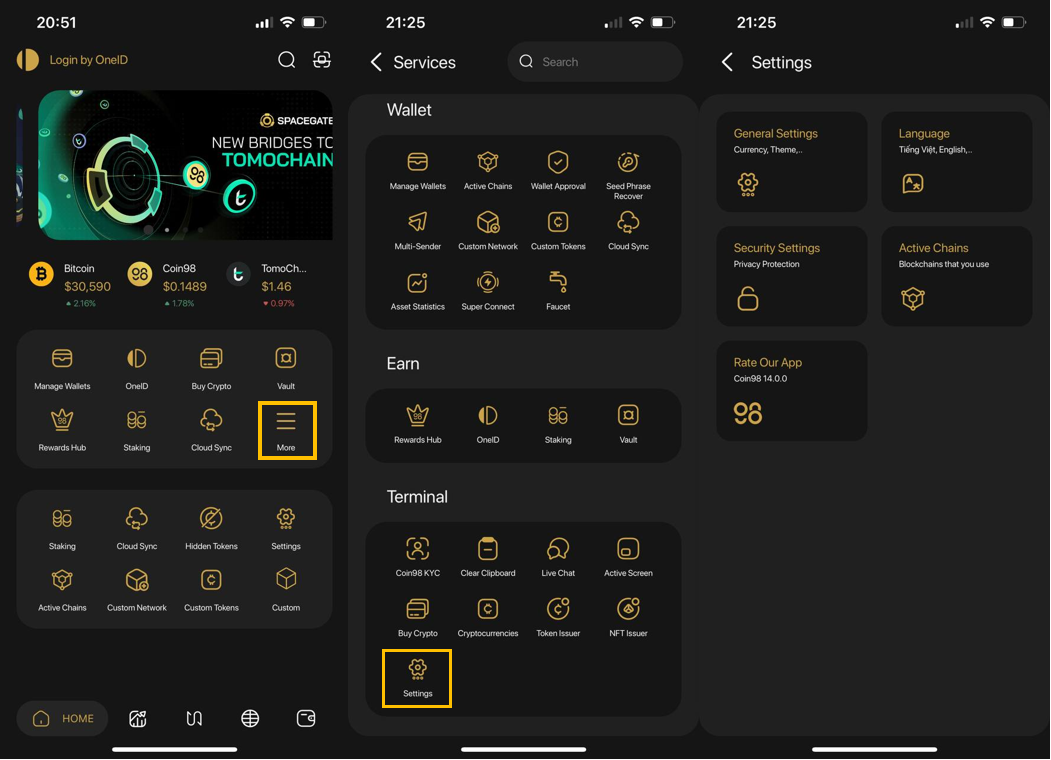 20:51
Login by OneID
SPACEGATE
NEW BRIDGES TO
TOMOCHAIN
Bitcoin
$30,590
2.16%
Coin98
$0.1489
1.78%
TomoCh...
$1.46
0.97%
Manage Wallets
OneID
Buy Crypto
Vault
Rewards Hub
Staking
Cloud Sync
More
Staking
Cloud Sync
Hidden Tokens
Settings
Active Chains
Custom Network
Custom Tokens
Custom
HOME
21:25
Services
Search
Wallet
Manage Wallets
Active Chains
Wallet Approval
Seed Phrase
Recover
Multi-Sender
Custom Network
Custom Tokens
Cloud Sync
Asset Statistics
Super Connect
Faucet
Earn
Rewards Hub
OneID
Staking
Vault
Terminal
Coin98 KYC
Clear Clipboard
Live Chat
Active Screen
Buy Crypto
Cryptocurrencies
Token Issuer
NFT Issuer
Settings
21:25
Settings
General Settings
Currency, Theme,..
Language
Tiếng Việt, English,..
Security Settings
Privacy Protection
Active Chains
Blockchains that you use
Rate Our App
Coin98 14.0.0
98